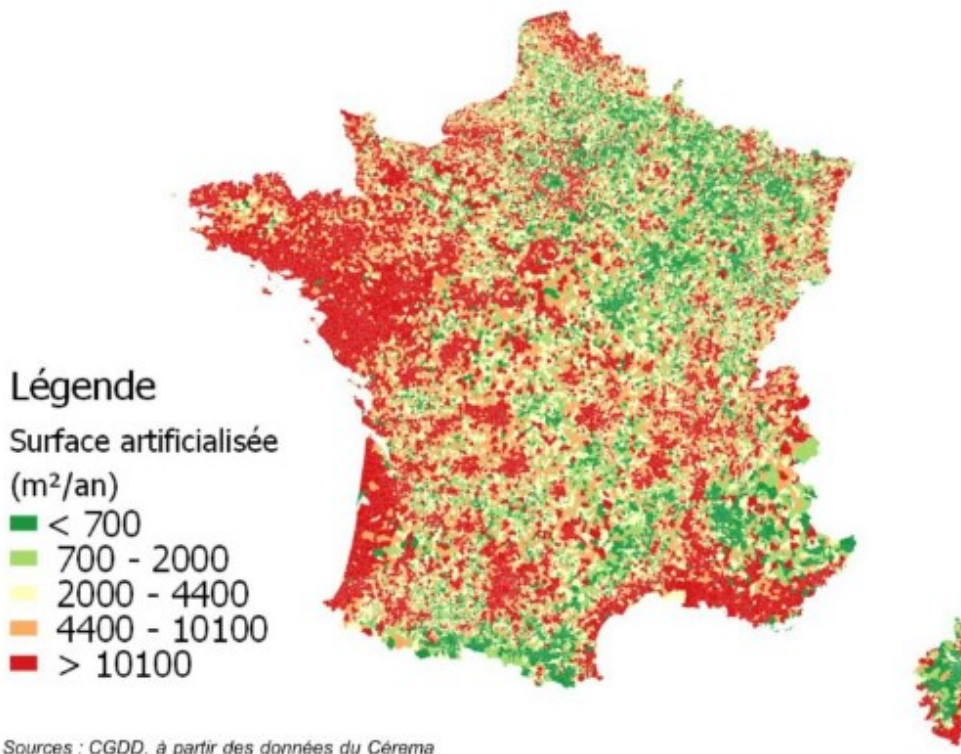 Légende
Surface artificialisée
(m²/an)
< 700
700 - 2000
2000 - 4400
4400 - 10100
> 10100
Sources : CGDD, à partir des données du Cérema